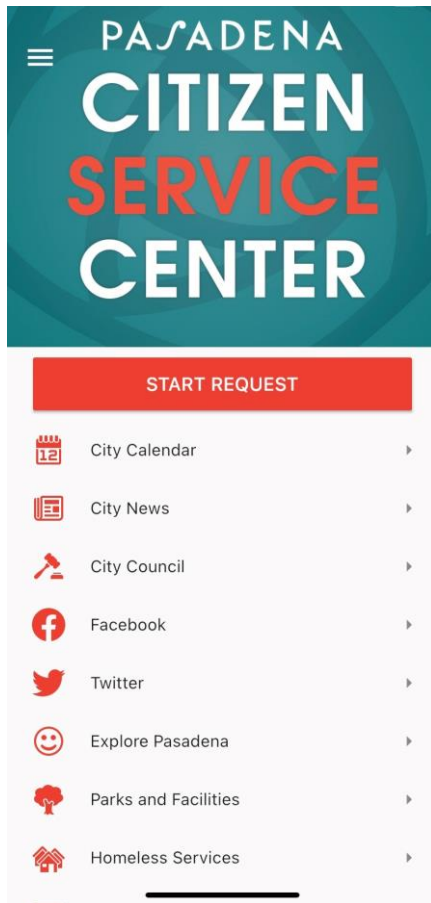 PASADENA
CITIZEN
SERVICE
CENTER
START REQUEST
12
City Calendar
City News
City Council
Facebook
Twitter
Explore Pasadena
Parks and Facilities
Homeless Services